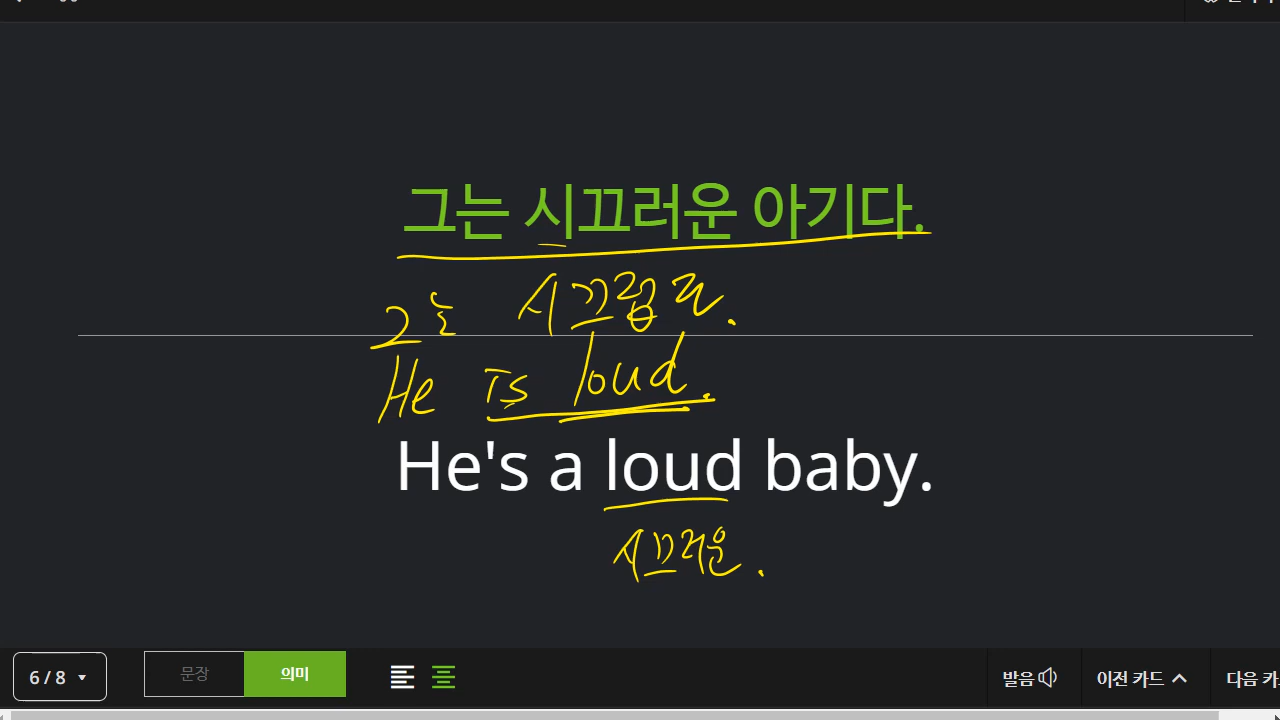 그는 시끄러운 아기다.
그는 시끄럽다.
He is loud.
He's a loud baby.
시끄러운.
6 / 8
문장
의미
발음
이전 카드
다음 카